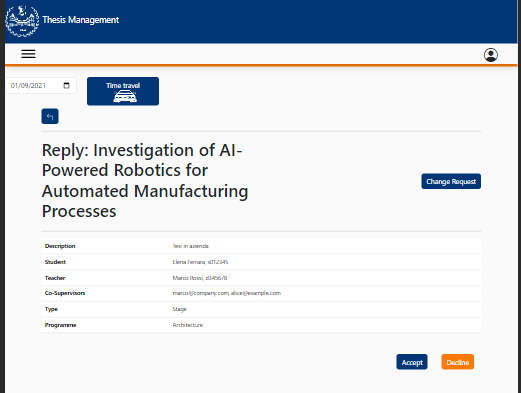 Thesis Management
01/09/2021
Time travel
Reply: Investigation of AI-
Powered Robotics for
Automated Manufacturing
Processes
Change Request
Description Tesi in azienda
Student Elena Ferrara, s012345
Teacher Marco Rossi, d345678
Co-Supervisors marco@company.com, alice@example.com
Type Stage
Programme Architecture
Accept Decline